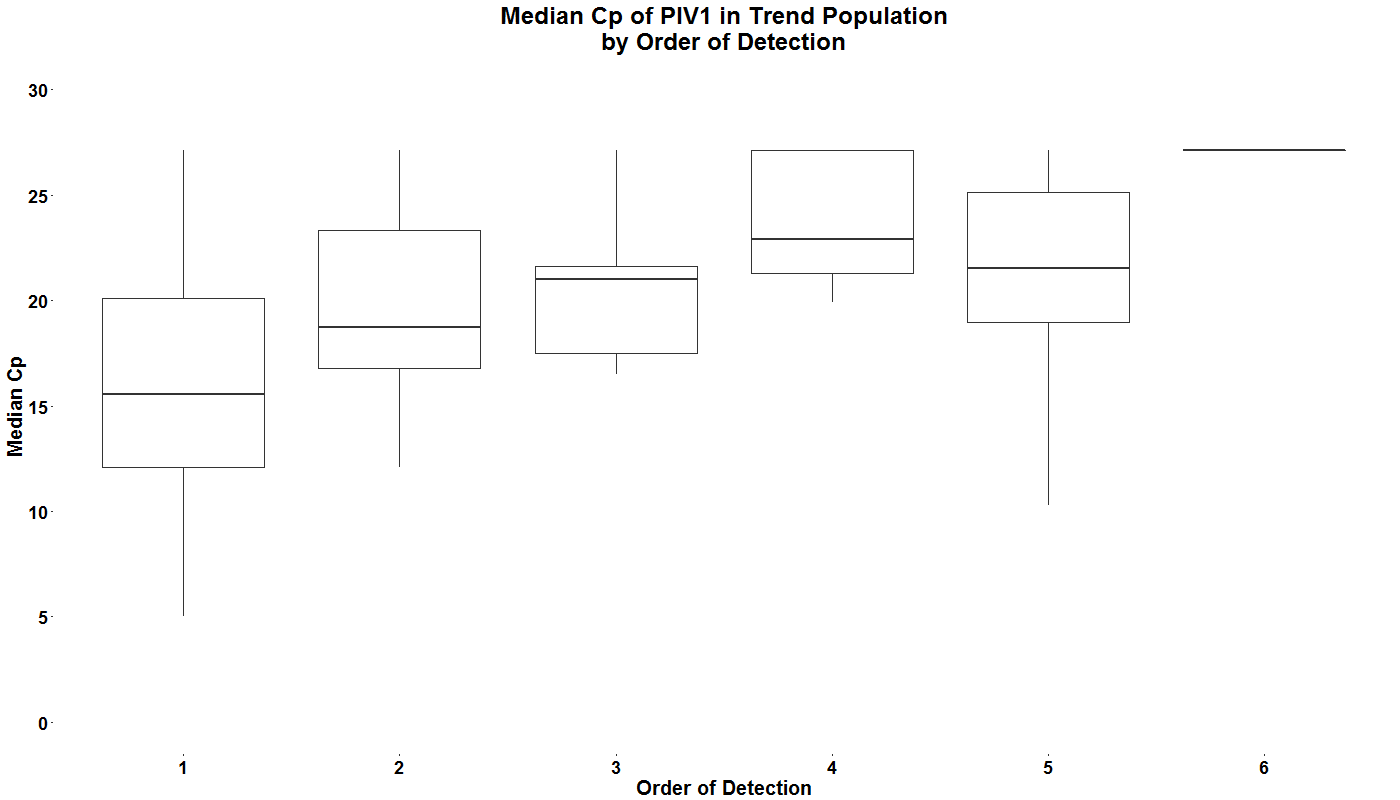 Median Cp of PIV1 in Trend Population
by Order of Detection
30
25
20
15
10
5
0
Median Cp
1 2 3 4 5 6
Order of Detection